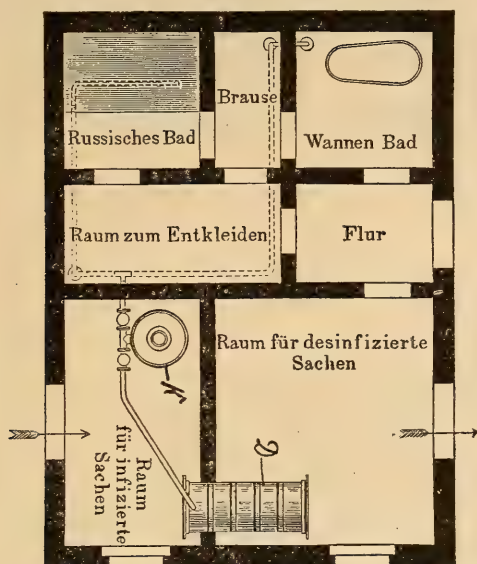 Brause
Russisches Bad
Wannen Bad
Raum zum Entkleiden
Flur
Raum für desinfizierte
Sachen
K
D
Raum
für infizierte
Sachen